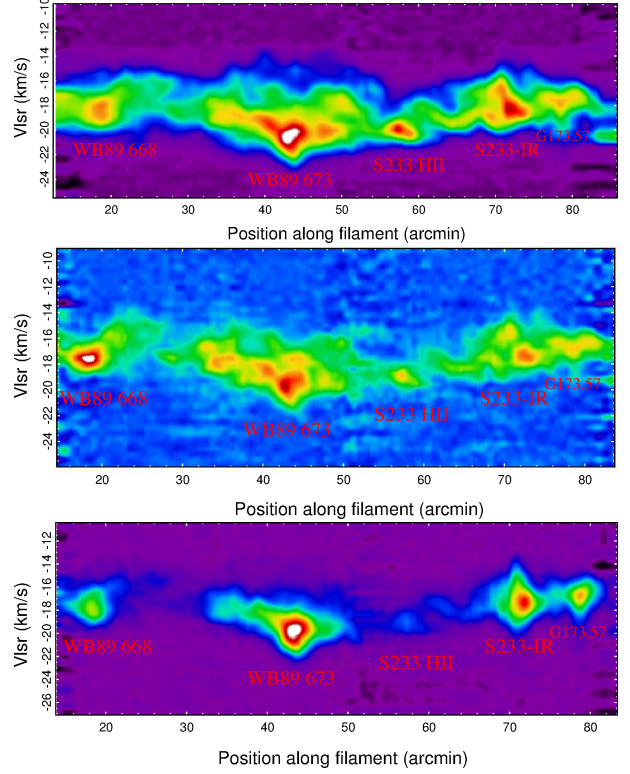 -10
-12
-14
-16
-18
-20
-22
-24
Vlsr (km/s)
WB89 668
WB89 673
S233 HII
S233-IR
G173.57
20 30 40 50 60 70 80
Position along filament (arcmin)
-10
-12
-14
-16
-18
-20
-22
-24
Vlsr (km/s)
WB89 668
WB89 673
S233 HII
S233-IR
G173.57
20 30 40 50 60 70 80
Position along filament (arcmin)
-12
-14
-16
-18
-20
-22
-24
-26
Vlsr (km/s)
WB89 668
WB89 673
S233 HII
S233-IR
G173.57
20 30 40 50 60 70 80
Position along filament (arcmin)